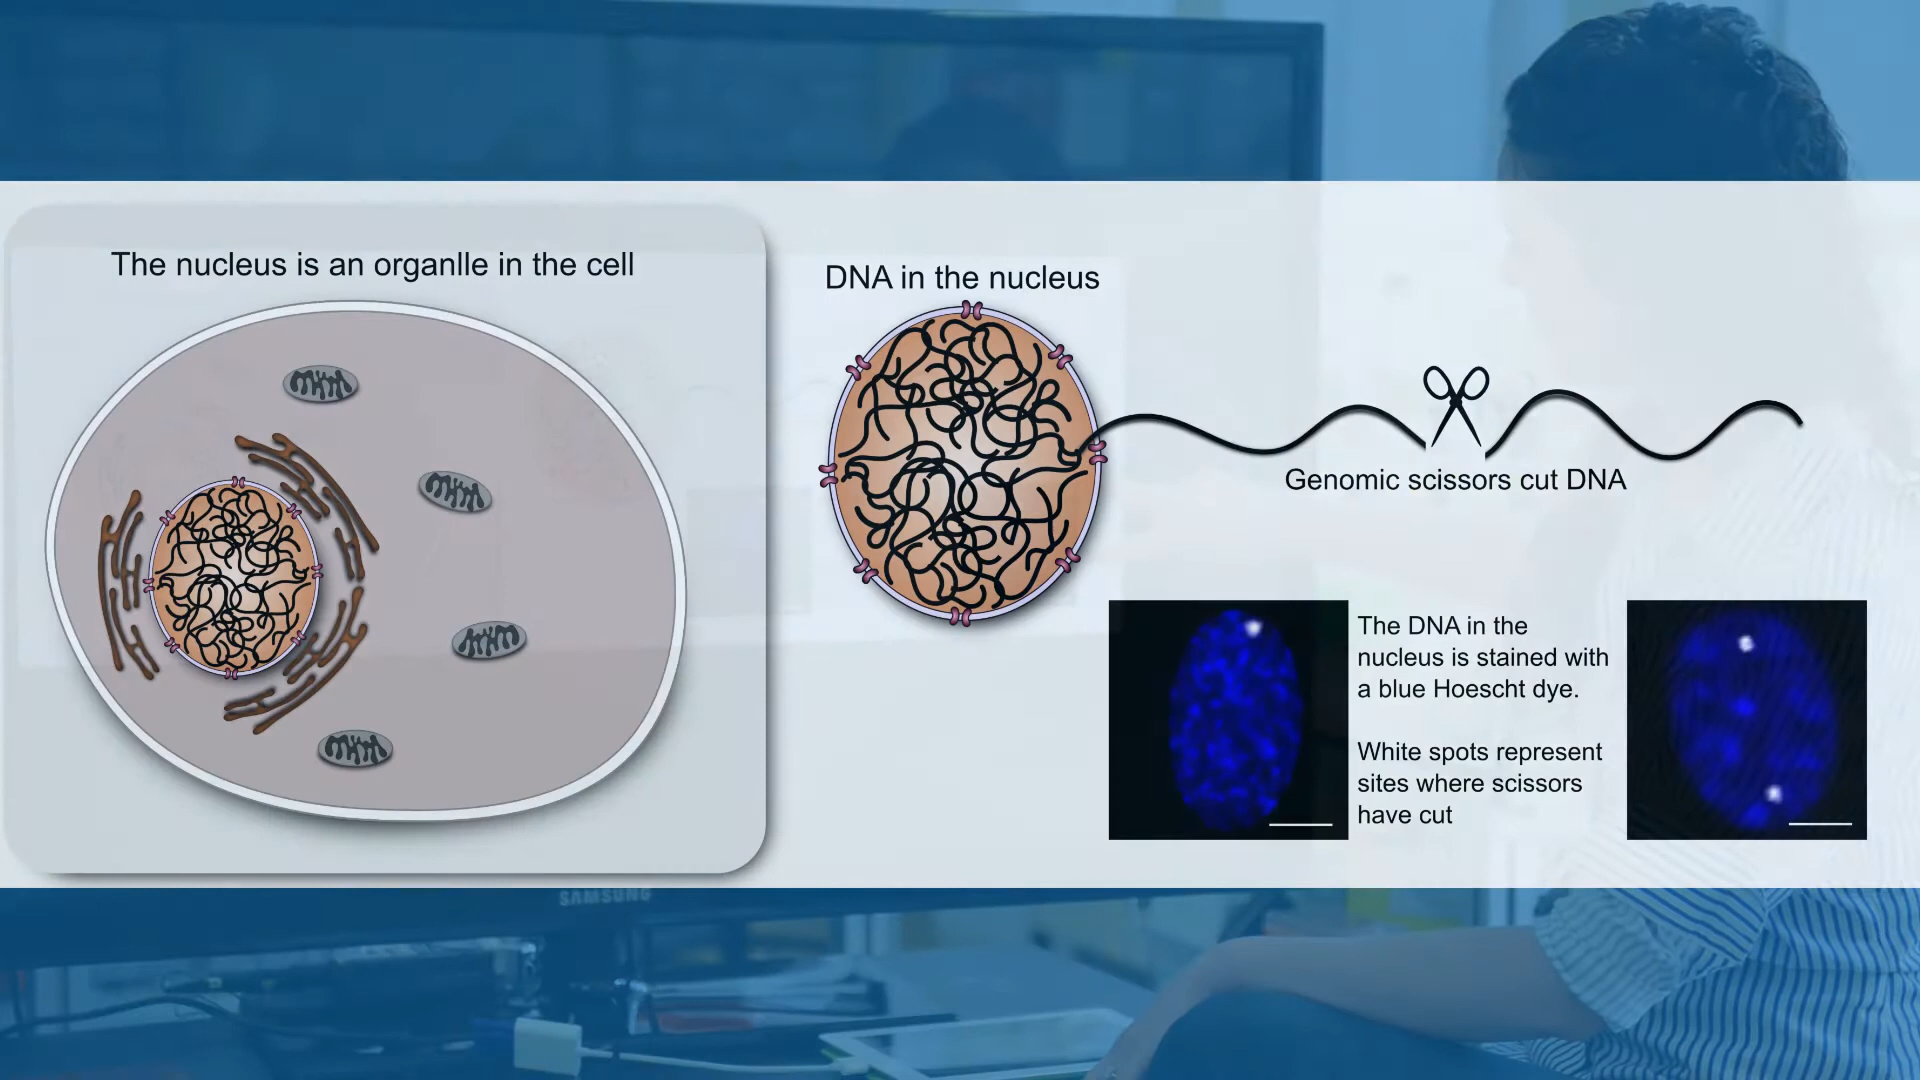 The nucleus is an organlle in the cell
DNA in the nucleus
Genomic scissors cut DNA
The DNA in the
nucleus is stained with
a blue Hoescht dye.
White spots represent
sites where scissors
have cut
SAMSUNG